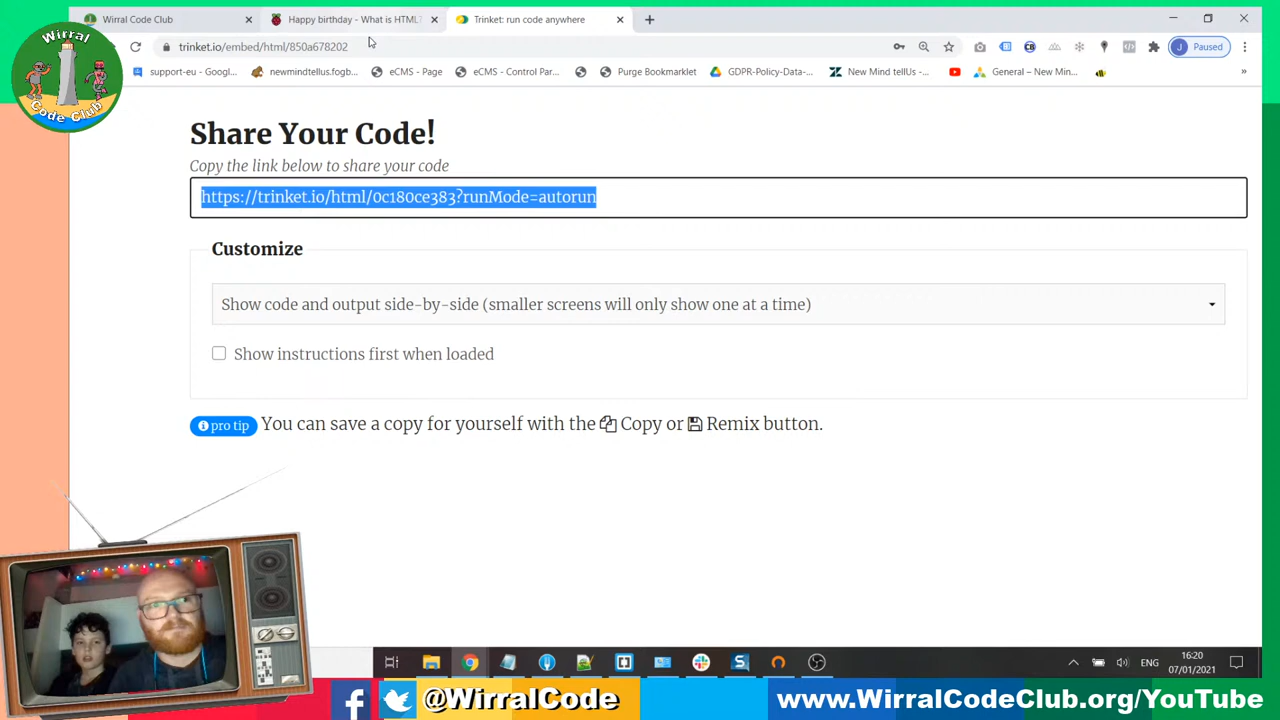 Wirral Code Club
Happy birthday - What is HTML?
Trinket: run code anywhere
trinket.io/embed/html/850a678202
Paused
support-eu - Googl...
newmindtellus.fogb...
eCMS - Page
eCMS - Control Par...
Purge Bookmarklet
GDPR-Policy-Data-...
New Mind tellUs -...
General – New Min...
Wirral
Code Club
Share Your Code!
Copy the link below to share your code
https://trinket.io/html/0c180ce383?runMode=autorun
Customize
Show code and output side-by-side (smaller screens will only show one at a time)
Show instructions first when loaded
pro tip You can save a copy for yourself with the Copy or Remix button.
ENG
16:20
07/01/2021
@WirralCode
www.WirralCodeClub.org/YouTube